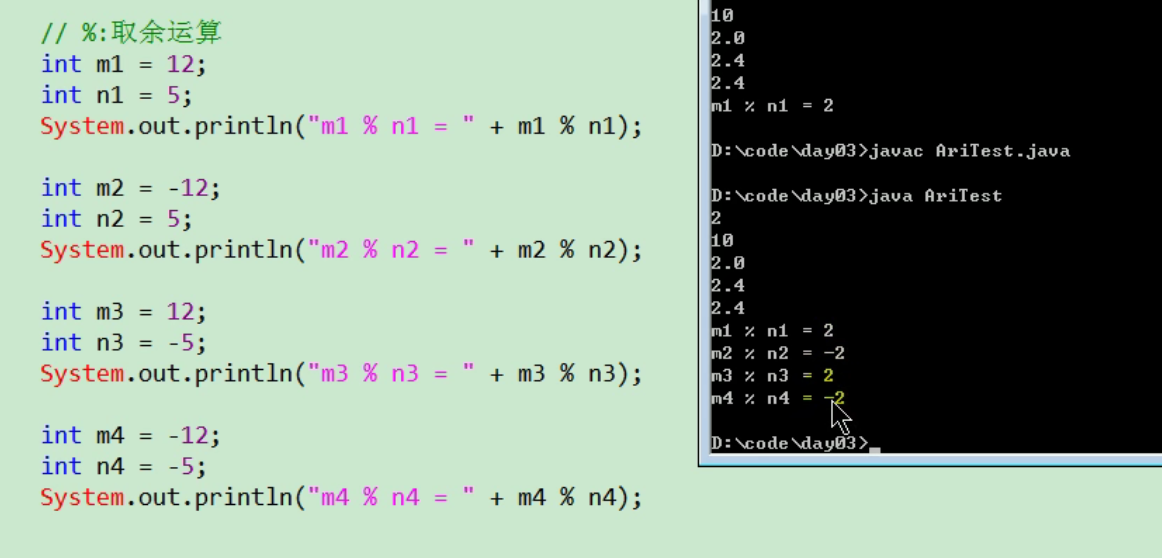 // %:取余运算
int m1 = 12;
int n1 = 5;
System.out.println("m1 % n1 = " + m1 % n1);
int m2 = -12;
int n2 = 5;
System.out.println("m2 % n2 = " + m2 % n2);
int m3 = 12;
int n3 = -5;
System.out.println("m3 % n3 = " + m3 % n3);
int m4 = -12;
int n4 = -5;
System.out.println("m4 % n4 = " + m4 % n4);
10
2.0
2.4
2.4
m1 % n1 = 2
D:\code\day03>javac AriTest.java
D:\code\day03>java AriTest
2
10
2.0
2.4
2.4
m1 % n1 = 2
m2 % n2 = -2
m3 % n3 = 2
m4 % n4 = -2
D:\code\day03>